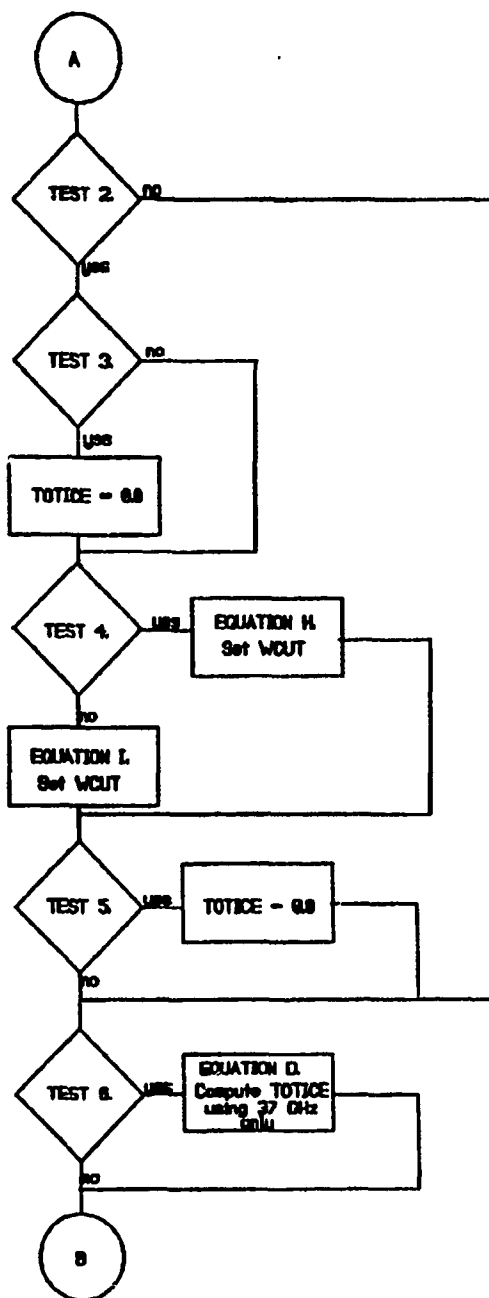 A
TEST 2.
no
yes
TEST 3.
no
yes
TOTICE = 0.0
TEST 4.
yes
EQUATION H.
Set WCUT
no
EQUATION I.
Set WCUT
TEST 5.
yes
TOTICE = 0.0
no
TEST 6.
yes
EQUATION D.
Compute TOTICE
using 37 GHz
only
no
B